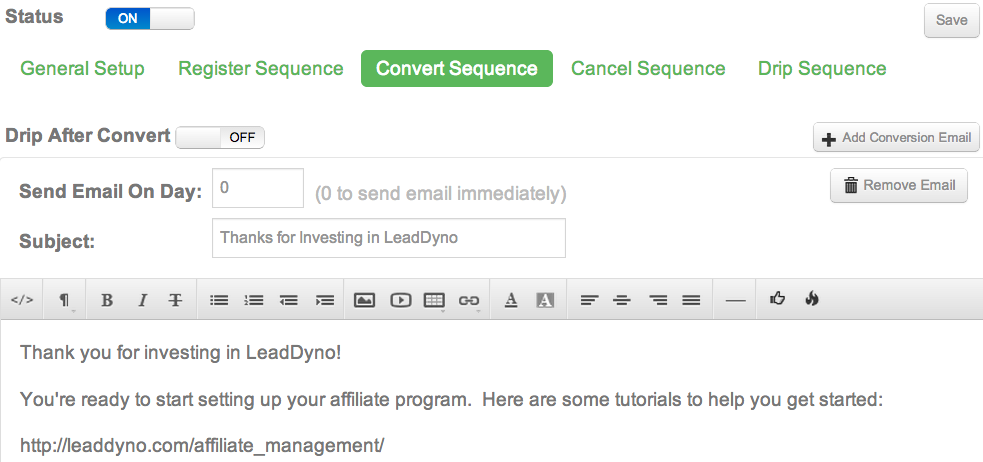 Status ON Save
General Setup Register Sequence Convert Sequence Cancel Sequence Drip Sequence
Drip After Convert OFF Add Conversion Email
Send Email On Day: 0 (0 to send email immediately) Remove Email
Subject: Thanks for Investing in LeadDyno
</> ¶ B I T A A
Thank you for investing in LeadDyno!
You're ready to start setting up your affiliate program.  Here are some tutorials to help you get started:
http://leaddyno.com/affiliate_management/